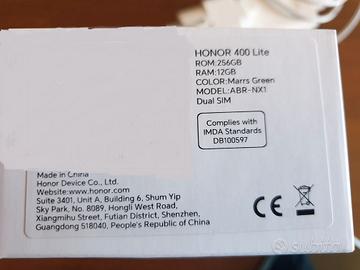 HONOR 400 Lite
ROM:256GB
RAM:12GB
COLOR:Marrs Green
MODEL:ABR-NX1
Dual SIM
Complies with
IMDA Standards
DB100597
Made in China
Honor Device Co., Ltd.
Website:www.honor.com
Suite 3401, Unit A, Building 6, Shum Yip
Sky Park, No. 8089, Hongli West Road,
Xiangmihu Street, Futian District, Shenzhen,
Guangdong 518040, People's Republic of China
CE
subito